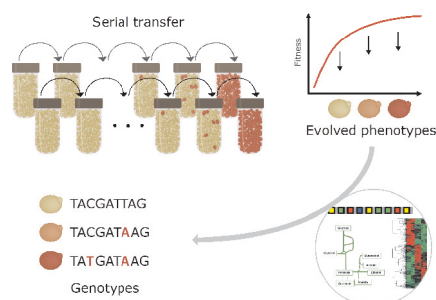 Serial transfer
Fitness
Evolved phenotypes
TACGATTAG
TACGATAAG
TATGATAAG
Genotypes